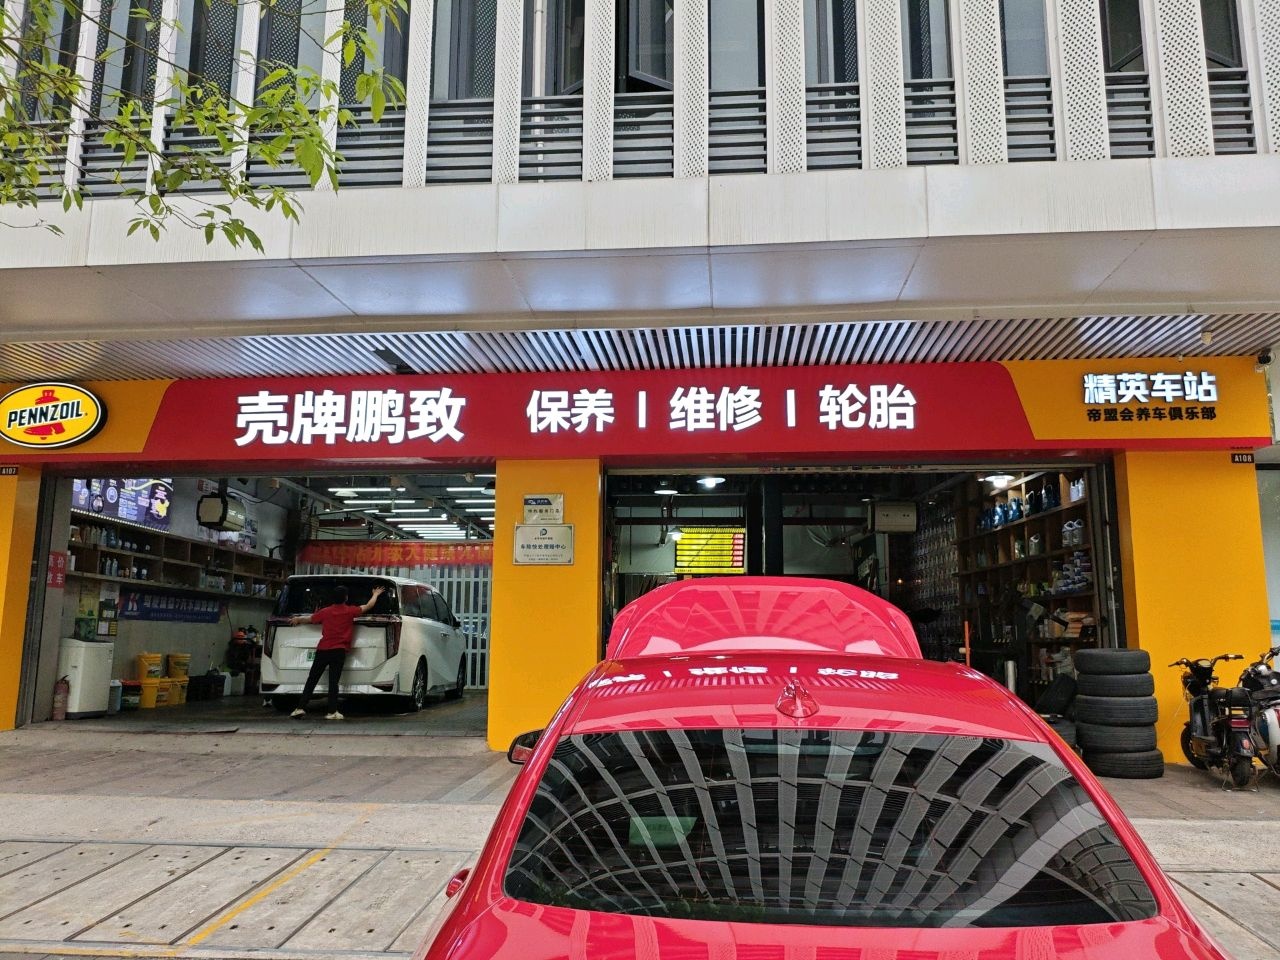 PENNZOIL
壳牌鹏致
保养 | 维修 | 轮胎
精英车站
帝盟会养车俱乐部
A107
A108
车险快处理赔中心